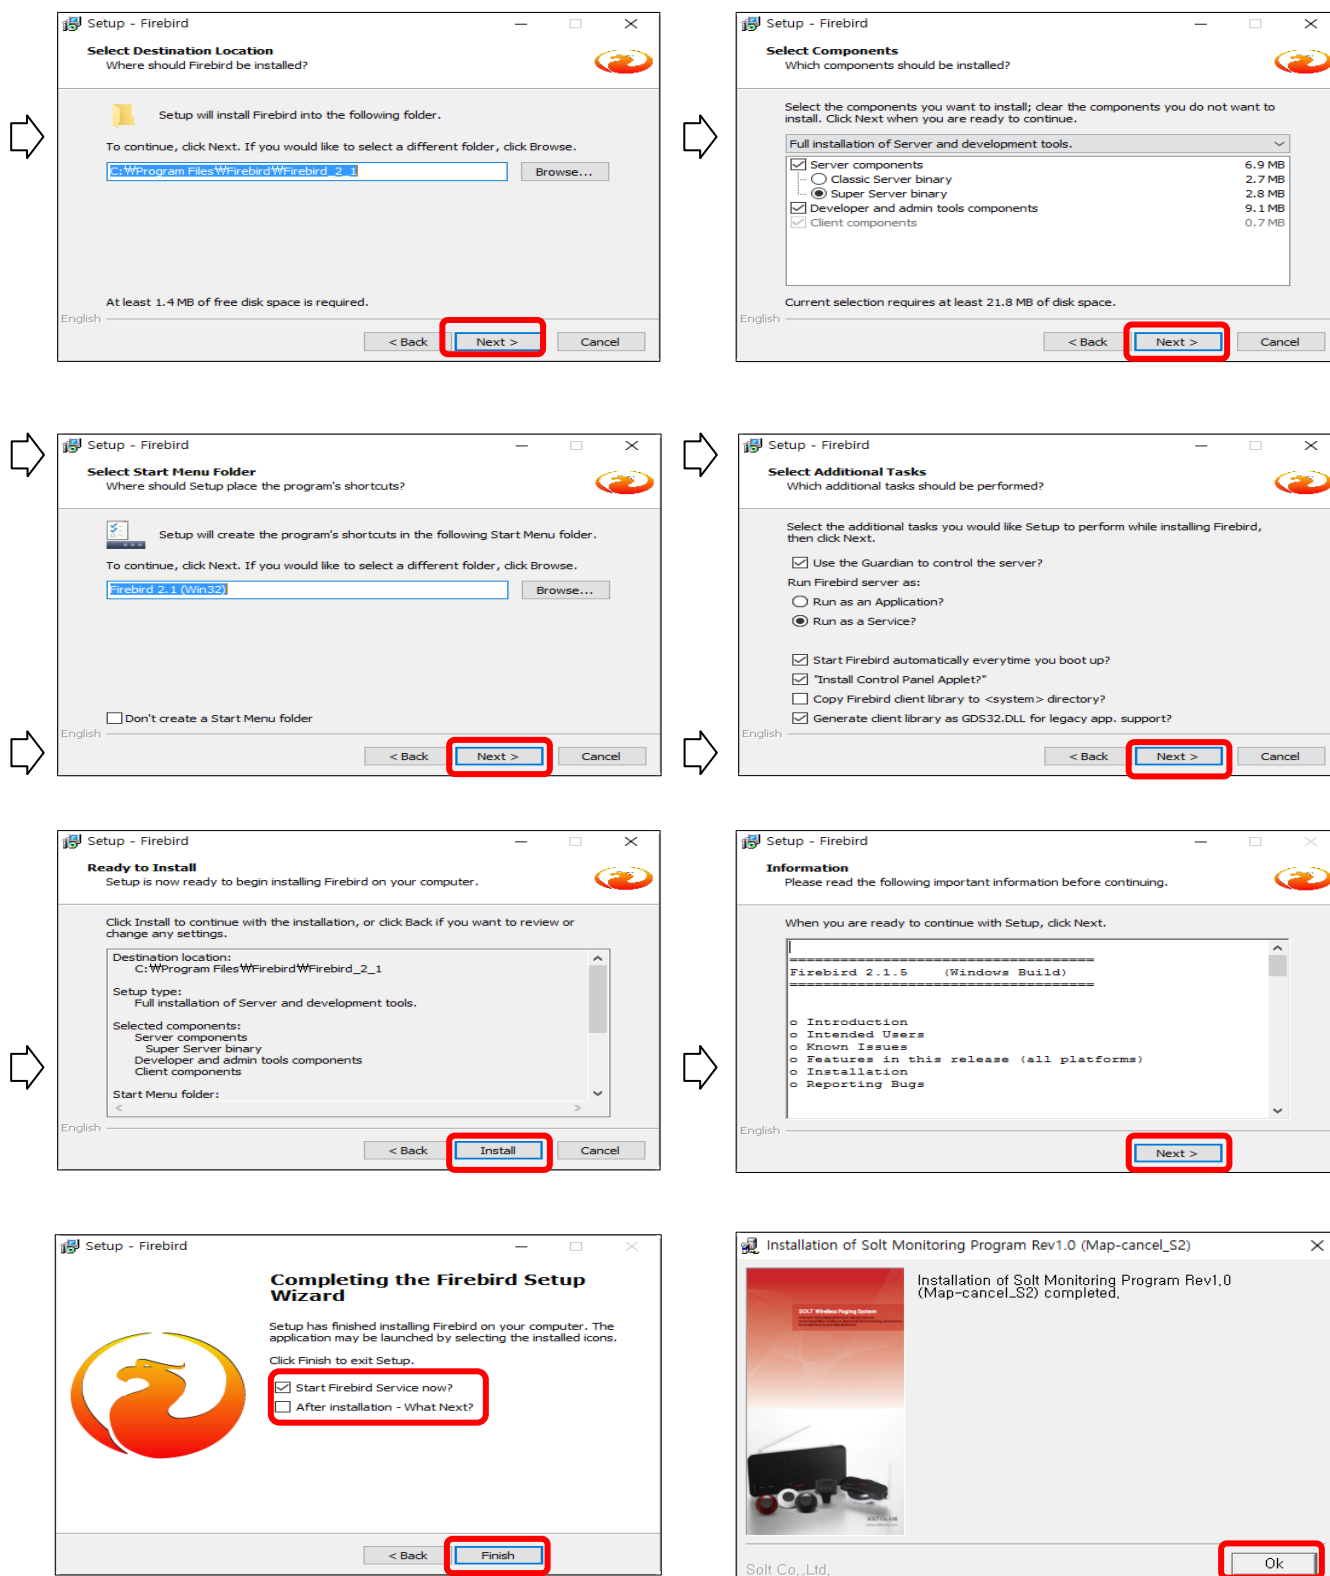 Setup - Firebird
Select Destination Location
Where should Firebird be installed?
Setup will install Firebird into the following folder.
To continue, click Next. If you would like to select a different folder, click Browse.
C:₩Program Files₩Firebird₩Firebird_2_1
Browse...
At least 1.4 MB of free disk space is required.
English
< Back
Next >
Cancel
Setup - Firebird
Select Components
Which components should be installed?
Select the components you want to install; clear the components you do not want to
install. Click Next when you are ready to continue.
Full installation of Server and development tools.
Server components 6.9 MB
Classic Server binary 2.7 MB
Super Server binary 2.8 MB
Developer and admin tools components 9.1 MB
Client components 0.7 MB
Current selection requires at least 21.8 MB of disk space.
English
< Back
Next >
Cancel
Setup - Firebird
Select Start Menu Folder
Where should Setup place the program's shortcuts?
Setup will create the program's shortcuts in the following Start Menu folder.
To continue, click Next. If you would like to select a different folder, click Browse.
Firebird 2.1 (Win32)
Browse...
Don't create a Start Menu folder
English
< Back
Next >
Cancel
Setup - Firebird
Select Additional Tasks
Which additional tasks should be performed?
Select the additional tasks you would like Setup to perform while installing Firebird,
then click Next.
Use the Guardian to control the server?
Run Firebird server as:
Run as an Application?
Run as a Service?
Start Firebird automatically everytime you boot up?
"Install Control Panel Applet?"
Copy Firebird client library to <system> directory?
Generate client library as GDS32.DLL for legacy app. support?
English
< Back
Next >
Cancel
Setup - Firebird
Ready to Install
Setup is now ready to begin installing Firebird on your computer.
Click Install to continue with the installation, or click Back if you want to review or
change any settings.
Destination location:
C:₩Program Files₩Firebird₩Firebird_2_1
Setup type:
Full installation of Server and development tools.
Selected components:
Server components
Super Server binary
Developer and admin tools components
Client components
Start Menu folder:
English
< Back
Install
Cancel
Setup - Firebird
Information
Please read the following important information before continuing.
When you are ready to continue with Setup, click Next.
====================================
Firebird 2.1.5 (Windows Build)
====================================
o Introduction
o Intended Users
o Known Issues
o Features in this release (all platforms)
o Installation
o Reporting Bugs
English
Next >
Setup - Firebird
Completing the Firebird Setup
Wizard
Setup has finished installing Firebird on your computer. The
application may be launched by selecting the installed icons.
Click Finish to exit Setup.
Start Firebird Service now?
After installation - What Next?
< Back
Finish
Installation of Solt Monitoring Program Rev1.0 (Map-cancel_S2)
Installation of Solt Monitoring Program Rev1.0
(Map-cancel_S2) completed.
SOLT Wireless Paging System
Solt Co.,Ltd.
Ok